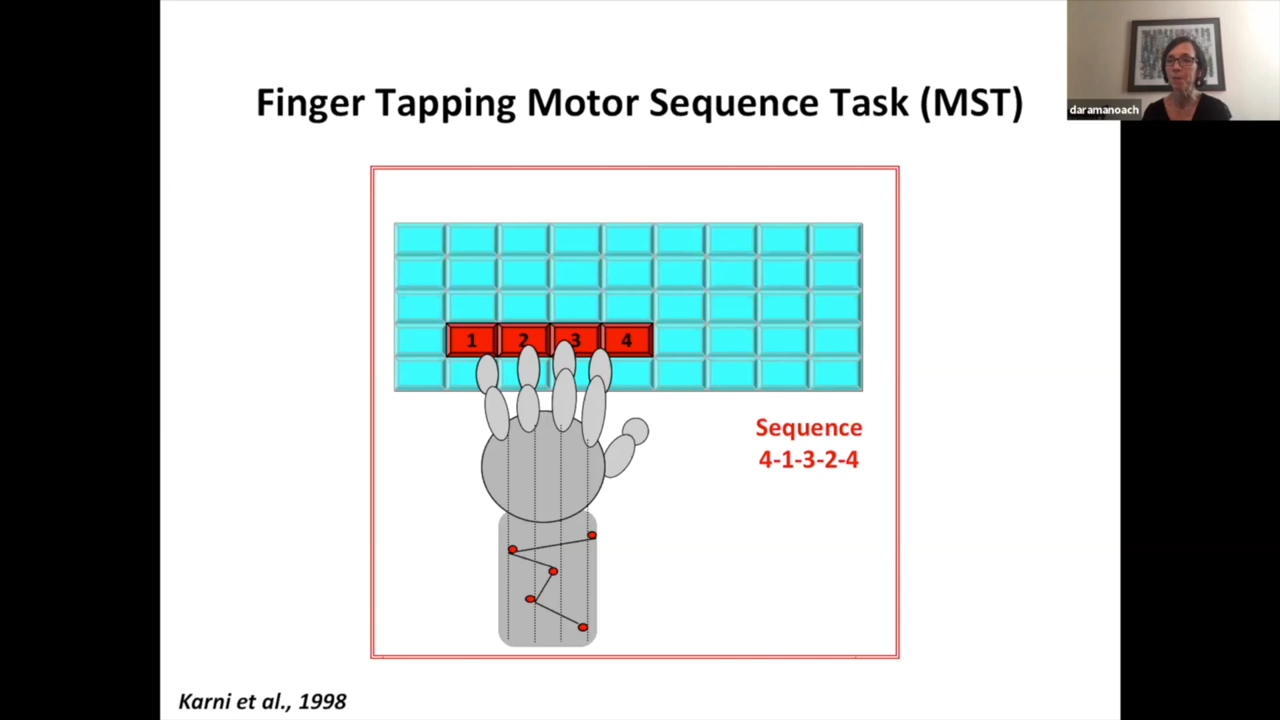 Finger Tapping Motor Sequence Task (MST)
daramanoach
1 2 3 4
Sequence
4-1-3-2-4
Karni et al., 1998